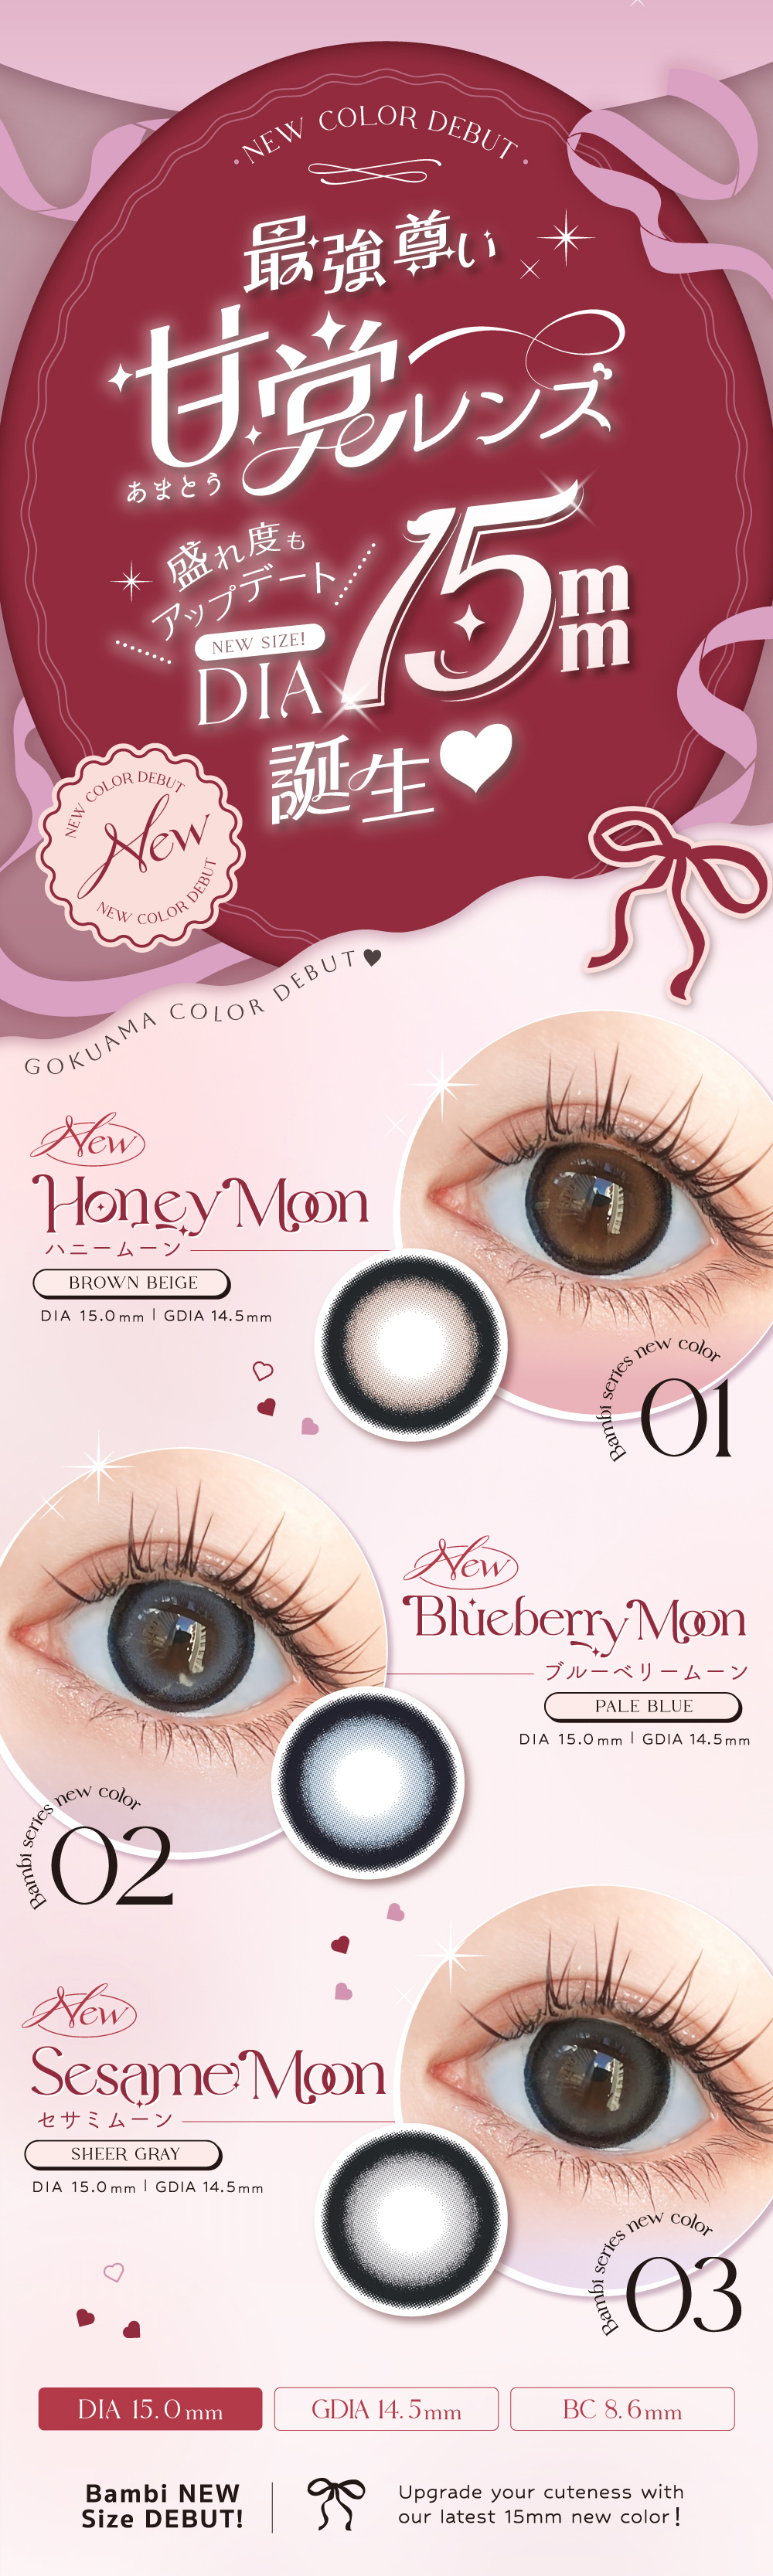 NEW COLOR DEBUT
最強尊い
甘党レンズ
あまとう
盛れ度も
アップデート
NEW SIZE!
DIA 15mm
誕生♥
NEW COLOR DEBUT
New
NEW COLOR DEBUT
GOKUAMA COLOR DEBUT♥
New
HoneyMoon
ハニームーン
BROWN BEIGE
DIA 15.0mm | GDIA 14.5mm
Bambi series new color
01
New
BlueberryMoon
ブルーベリームーン
PALE BLUE
DIA 15.0mm | GDIA 14.5mm
Bambi series new color
02
New
SesameMoon
セサミムーン
SHEER GRAY
DIA 15.0mm | GDIA 14.5mm
Bambi series new color
03
DIA 15.0mm
GDIA 14.5mm
BC 8.6mm
Bambi NEW
Size DEBUT!
Upgrade your cuteness with
our latest 15mm new color!